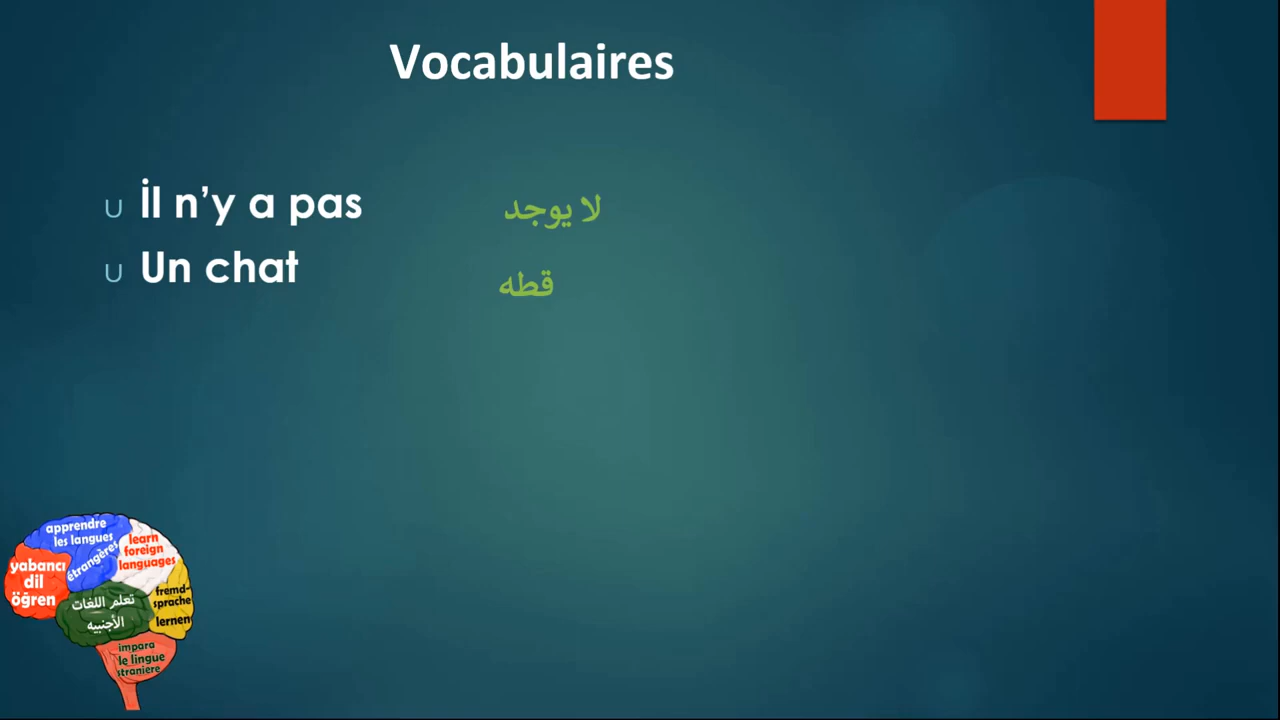 Vocabulaires
İl n’y a pas
لا يوجد
Un chat
قطه
apprendre
les langues
étrangères
learn
foreign
languages
yabancı
dil
öğren
fremd-
sprache
lernen
تعلم اللغات
الأجنبيه
impara
le lingue
straniere